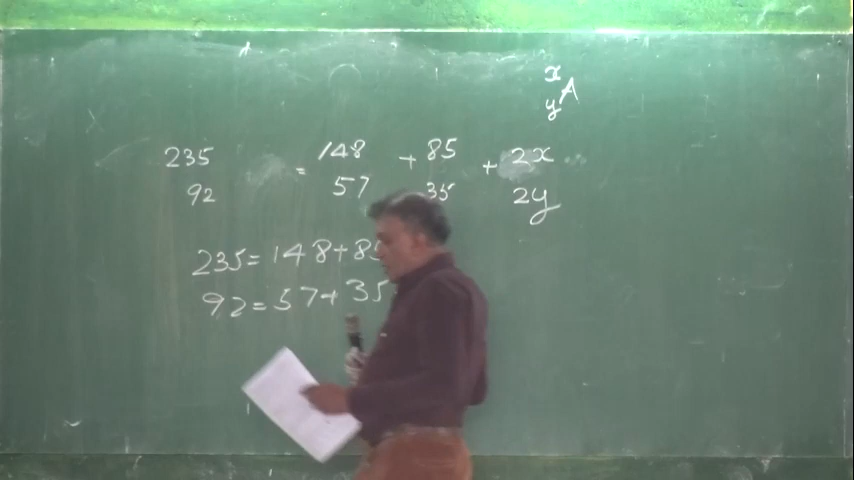 x
y A
235 = 148 + 85 + 2x
92 57 35 2y
235 = 148 + 85
92 = 57 + 35